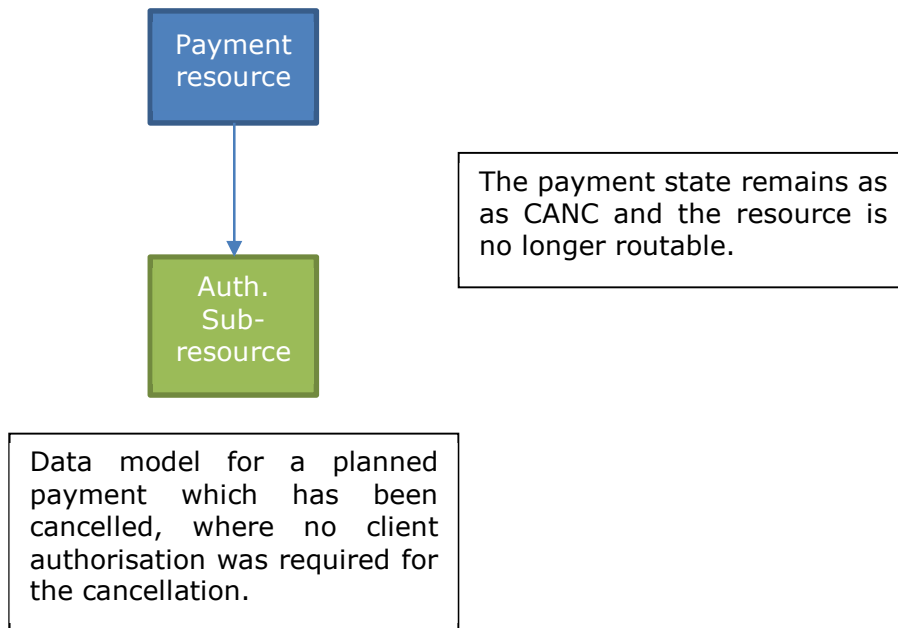 Payment
resource
The payment state remains as
as CANC and the resource is
no longer routable.
Auth.
Sub-
resource
Data model for a planned
payment which has been
cancelled, where no client
authorisation was required for
the cancellation.